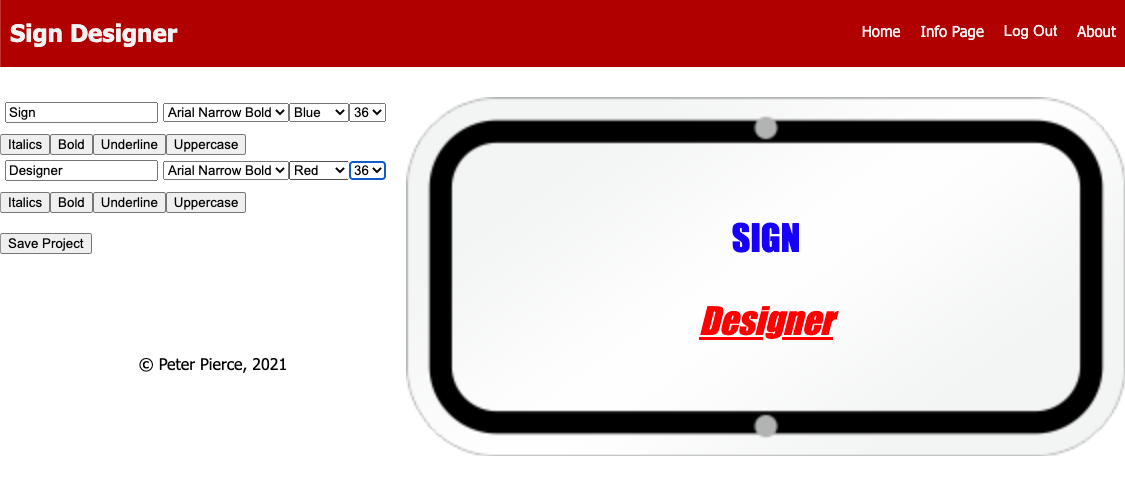 Sign Designer
Home Info Page Log Out About
Sign Arial Narrow Bold Blue 36
Italics Bold Underline Uppercase
Designer Arial Narrow Bold Red 36
Italics Bold Underline Uppercase
Save Project
© Peter Pierce, 2021
SIGN
Designer